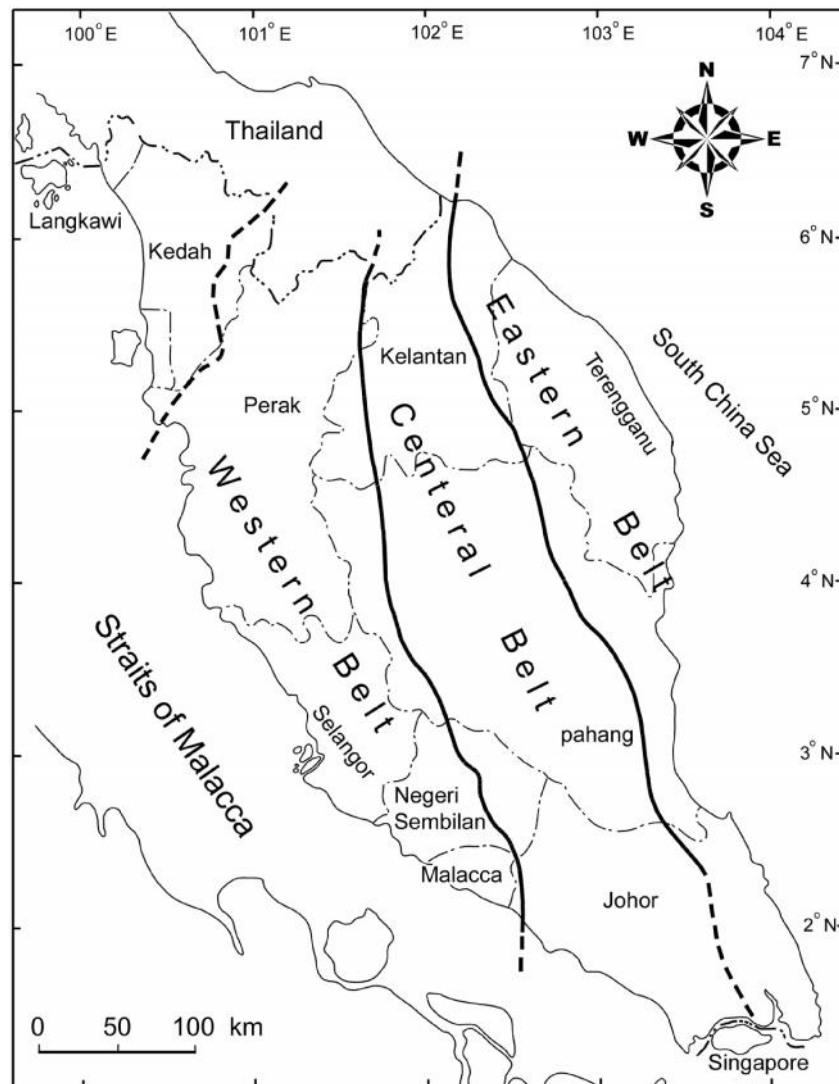 100°E 101°E 102°E 103°E 104°E
7°N
N
W E
S
Thailand
Langkawi
Kedah
6°N
Eastern Belt
Kelantan
Terengganu
South China Sea
Perak
5°N
Western Belt
Centeral Belt
4°N
Straits of Malacca
Selangor
pahang
3°N
Negeri
Sembilan
Malacca
Johor
2°N
0 50 100 km
Singapore